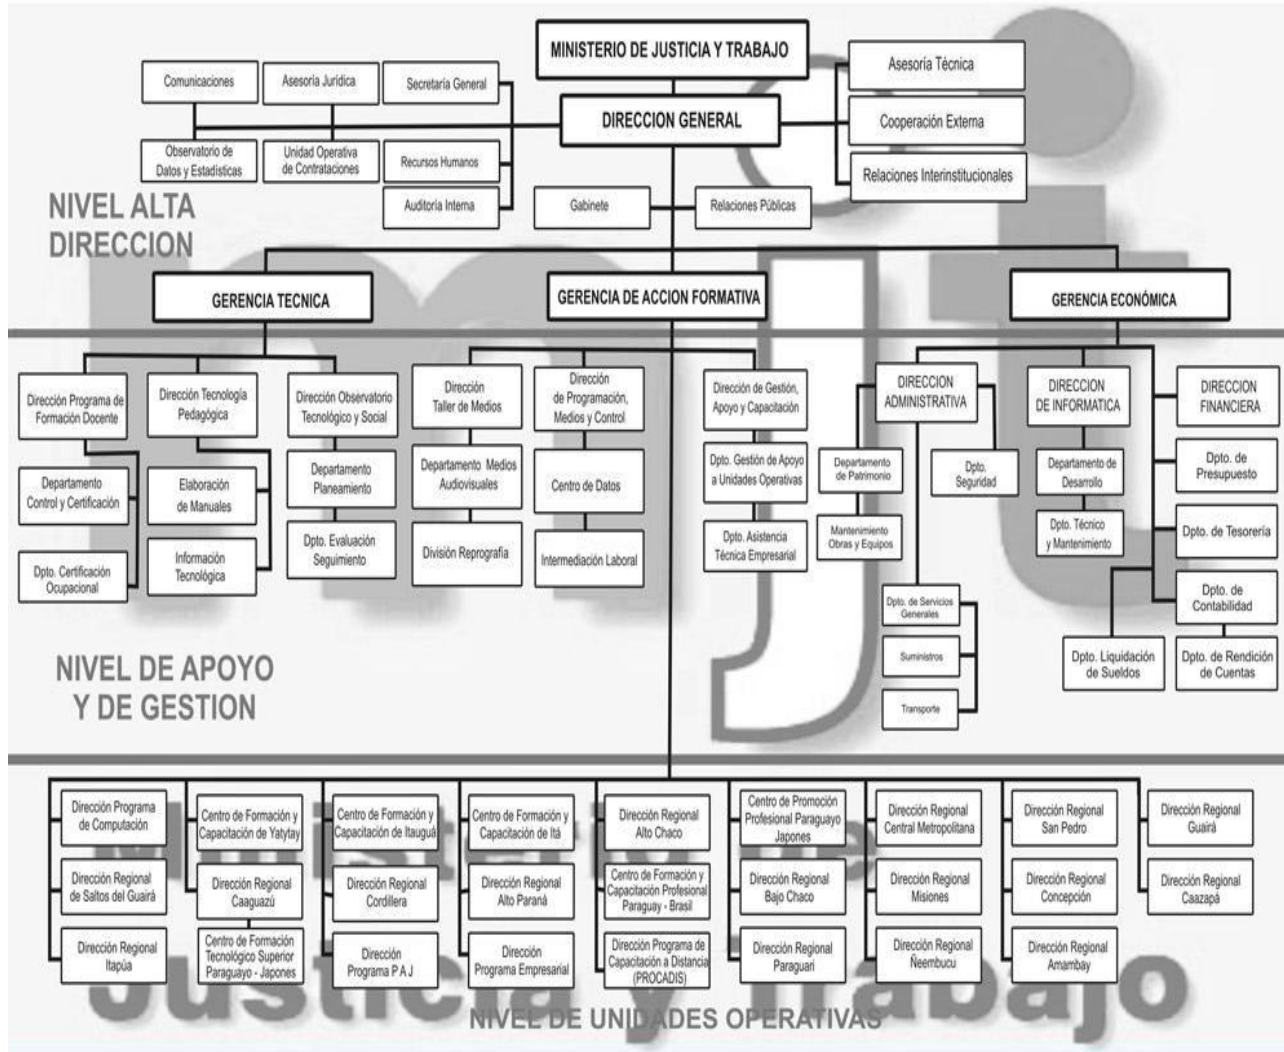 MINISTERIO DE JUSTICIA Y TRABAJO
Comunicaciones
Asesoría Jurídica
Secretaría General
DIRECCION GENERAL
Asesoría Técnica
Cooperación Externa
Relaciones Interinstitucionales
Observatorio de
Datos y Estadísticas
Unidad Operativa
de Contrataciones
Recursos Humanos
Auditoría Interna
Gabinete
Relaciones Públicas
NIVEL ALTA
DIRECCION
GERENCIA TECNICA
GERENCIA DE ACCION FORMATIVA
GERENCIA ECONÓMICA
Dirección Programa de
Formación Docente
Departamento
Control y Certificación
Dpto. Certificación
Ocupacional
Dirección Tecnología
Pedagógica
Elaboración
de Manuales
Información
Tecnológica
Dirección Observatorio
Tecnológico y Social
Departamento
Planeamiento
Dpto. Evaluación
Seguimiento
Dirección
Taller de Medios
Departamento Medios
Audiovisuales
División Reprografía
Dirección
de Programación,
Medios y Control
Centro de Datos
Intermediación Laboral
Dirección de Gestión,
Apoyo y Capacitación
Dpto. Gestión de Apoyo
a Unidades Operativas
Dpto. Asistencia
Técnica Empresarial
DIRECCION
ADMINISTRATIVA
Departamento
de Patrimonio
Mantenimiento
Obras y Equipos
Dpto.
Seguridad
Dpto. de Servicios
Generales
Suministros
Transporte
DIRECCION
DE INFORMATICA
Departamento de
Desarrollo
Dpto. Técnico
y Mantenimiento
DIRECCION
FINANCIERA
Dpto. de
Presupuesto
Dpto. de Tesorería
Dpto. de
Contabilidad
Dpto. Liquidación
de Sueldos
Dpto. de Rendición
de Cuentas
NIVEL DE APOYO
Y DE GESTION
Dirección Programa
de Computación
Dirección Regional
de Saltos del Guairá
Dirección Regional
Itapúa
Centro de Formación y
Capacitación de Yatytay
Dirección Regional
Caaguazú
Centro de Formación
Tecnológico Superior
Paraguayo - Japones
Centro de Formación y
Capacitación de Itauguá
Dirección Regional
Cordillera
Dirección
Programa P A J
Centro de Formación y
Capacitación de Itá
Dirección Regional
Alto Paraná
Dirección
Programa Empresarial
Dirección Regional
Alto Chaco
Centro de Formación y
Capacitación Profesional
Paraguay - Brasil
Dirección Programa de
Capacitación a Distancia
(PROCADIS)
Centro de Promoción
Profesional Paraguayo
Japones
Dirección Regional
Bajo Chaco
Dirección Regional
Paraguari
Dirección Regional
Central Metropolitana
Dirección Regional
Misiones
Dirección Regional
Ñeembucu
Dirección Regional
San Pedro
Dirección Regional
Concepción
Dirección Regional
Amambay
Dirección Regional
Guairá
Dirección Regional
Caazapá
mjt
Ministerio de
Justicia y Trabajo
NIVEL DE UNIDADES OPERATIVAS